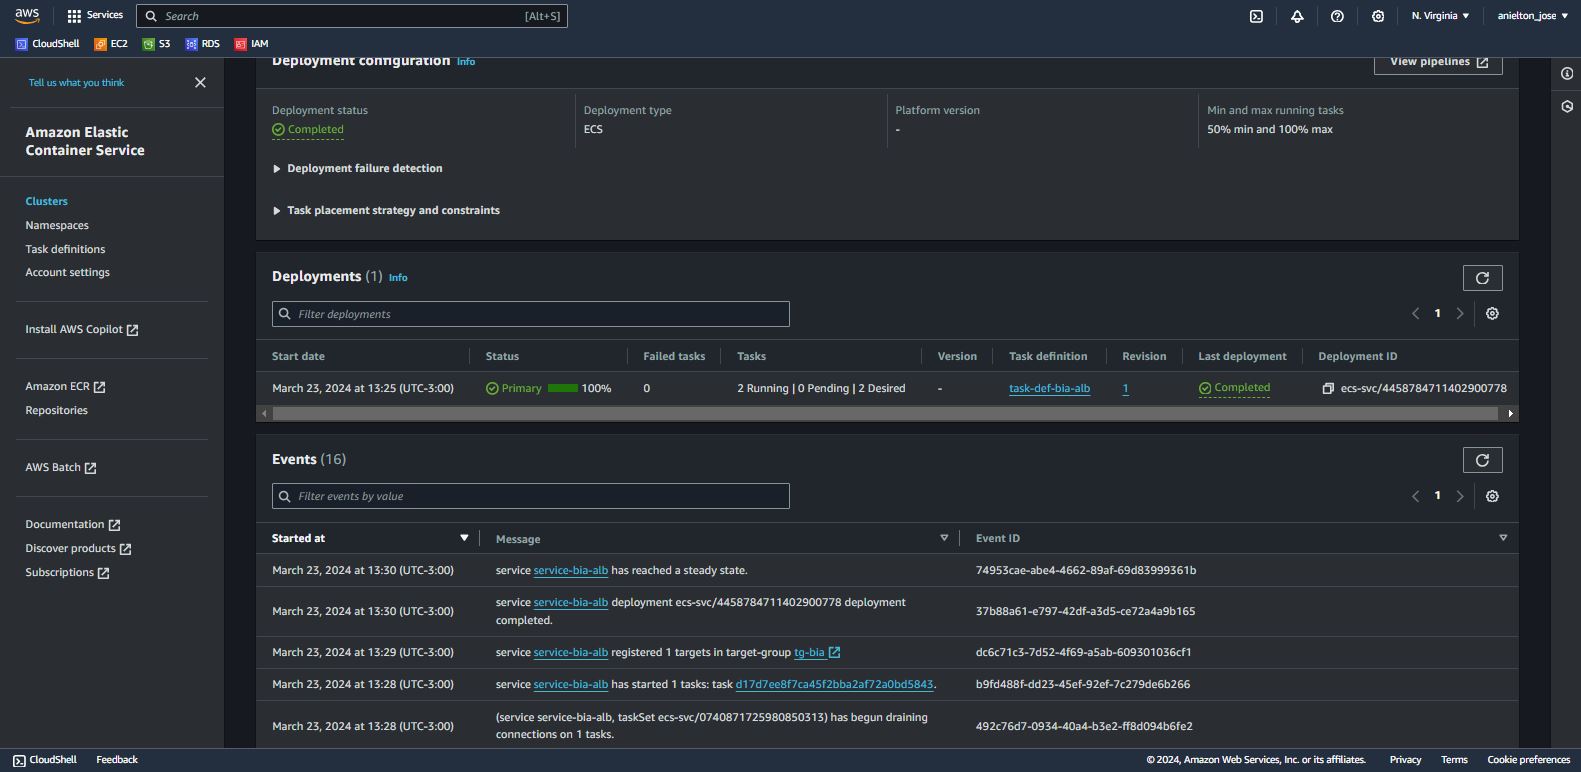 aws Services Search [Alt+S] N. Virginia anielton_jose
CloudShell EC2 S3 RDS IAM
Tell us what you think
Amazon Elastic
Container Service
Clusters
Namespaces
Task definitions
Account settings
Install AWS Copilot
Amazon ECR
Repositories
AWS Batch
Documentation
Discover products
Subscriptions
Deployment configuration Info View pipelines
Deployment status Deployment type Platform version Min and max running tasks
Completed ECS - 50% min and 100% max
Deployment failure detection
Task placement strategy and constraints
Deployments (1) Info
Filter deployments 1
Start date Status Failed tasks Tasks Version Task definition Revision Last deployment Deployment ID
March 23, 2024 at 13:25 (UTC-3:00) Primary 100% 0 2 Running | 0 Pending | 2 Desired - task-def-bia-alb 1 Completed ecs-svc/4458784711402900778
Events (16)
Filter events by value 1
Started at Message Event ID
March 23, 2024 at 13:30 (UTC-3:00) service service-bia-alb has reached a steady state. 74953cae-abe4-4662-89af-69d83999361b
March 23, 2024 at 13:30 (UTC-3:00) service service-bia-alb deployment ecs-svc/4458784711402900778 deployment 37b88a61-e797-42df-a3d5-ce72a4a9b165
completed.
March 23, 2024 at 13:29 (UTC-3:00) service service-bia-alb registered 1 targets in target-group tg-bia dc6c71c3-7d52-4f69-a5ab-609301036cf1
March 23, 2024 at 13:28 (UTC-3:00) service service-bia-alb has started 1 tasks: task d17d7ee8f7ca45f2bba2af72a0bd5843. b9fd488f-dd23-45ef-92ef-7c279de6b266
March 23, 2024 at 13:28 (UTC-3:00) (service service-bia-alb, taskSet ecs-svc/0740871725980850313) has begun draining 492c76d7-0934-40a4-b3e2-ff8d094b6fe2
connections on 1 tasks.
CloudShell Feedback © 2024, Amazon Web Services, Inc. or its affiliates. Privacy Terms Cookie preferences